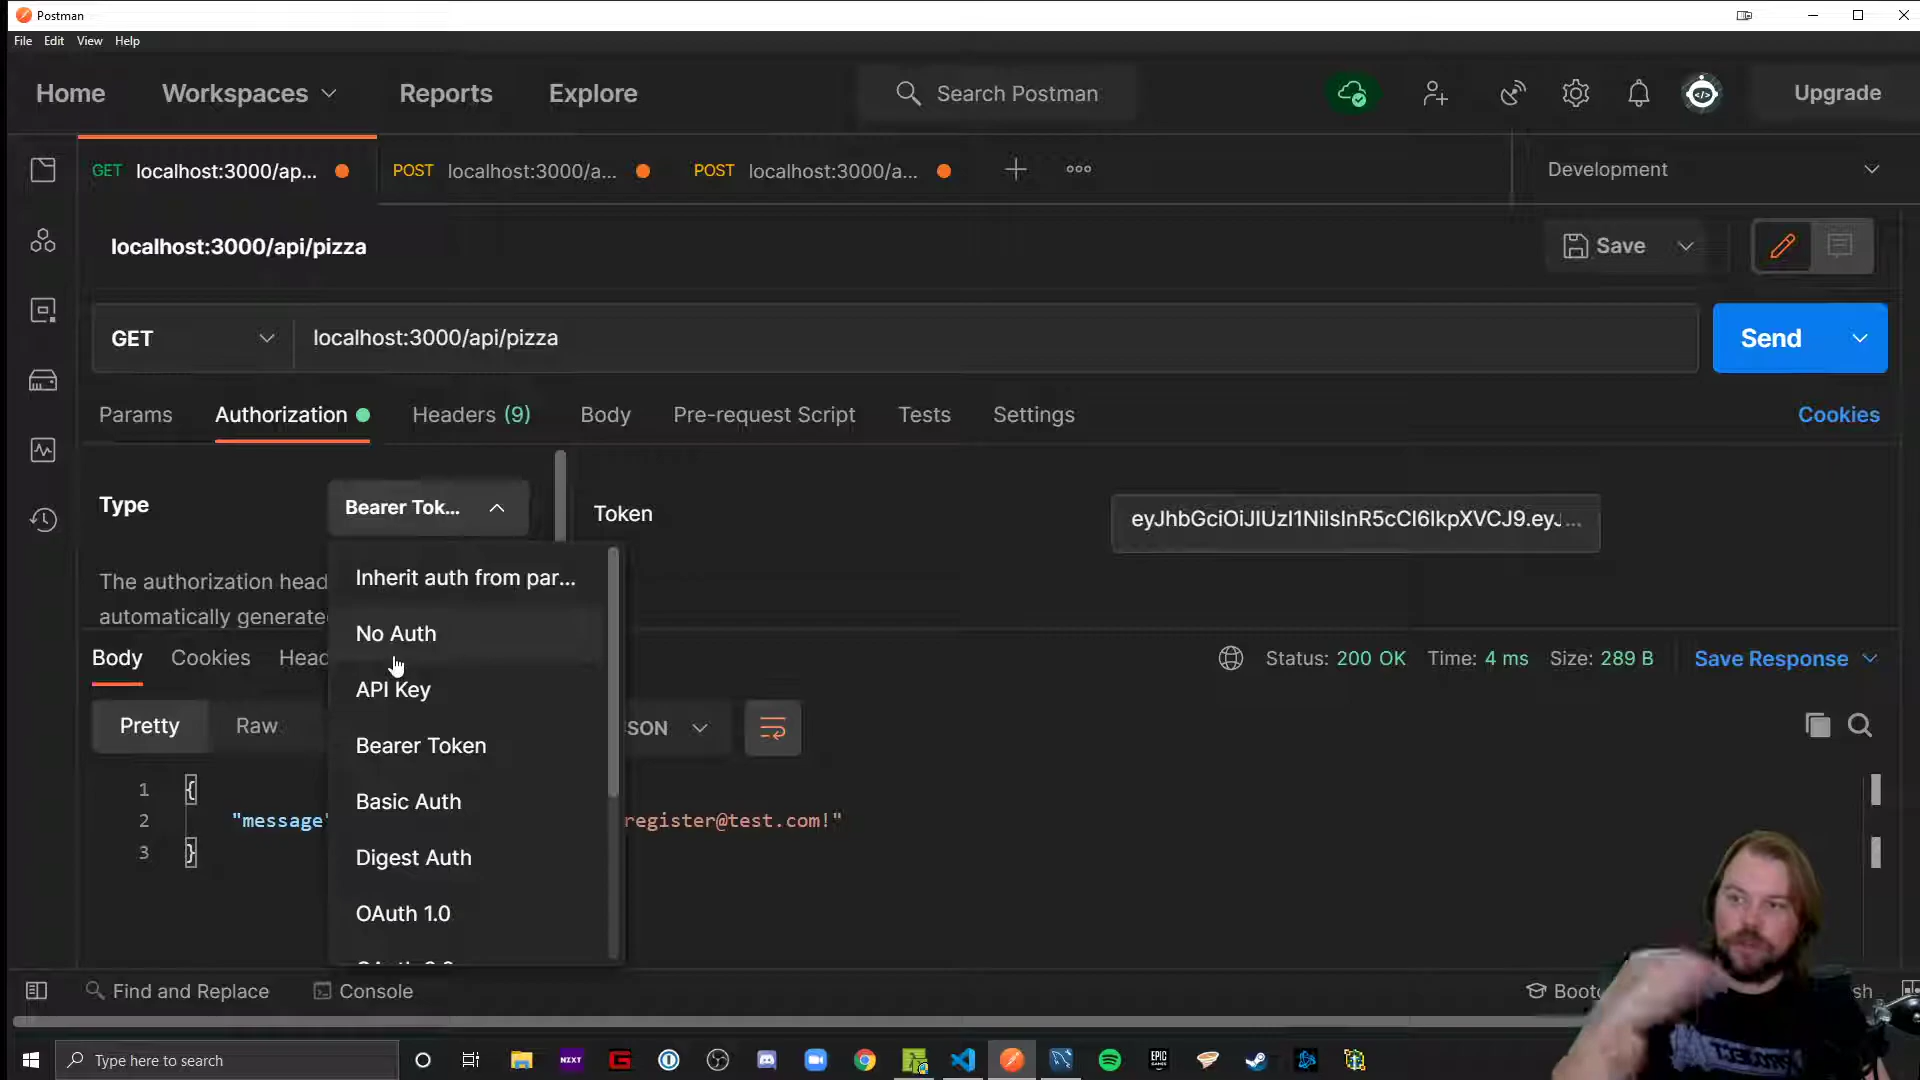 Postman
File Edit View Help
Home Workspaces Reports Explore Search Postman Upgrade
GET localhost:3000/ap... POST localhost:3000/a... POST localhost:3000/a... Development
localhost:3000/api/pizza Save
GET localhost:3000/api/pizza Send
Params Authorization Headers (9) Body Pre-request Script Tests Settings Cookies
Type Bearer Tok... Token eyJhbGciOiJIUzI1NiIsInR5cCI6IkpXVCJ9.eyJ...
The authorization head
automatically generate
Inherit auth from par...
No Auth
API Key
Bearer Token
Basic Auth
Digest Auth
OAuth 1.0
Body Cookies Head Status: 200 OK Time: 4 ms Size: 289 B Save Response
Pretty Raw SON
1 {
2 "message" register@test.com!"
3 }
Find and Replace Console Bootc sh
Type here to search NZXT EPIC GAMES